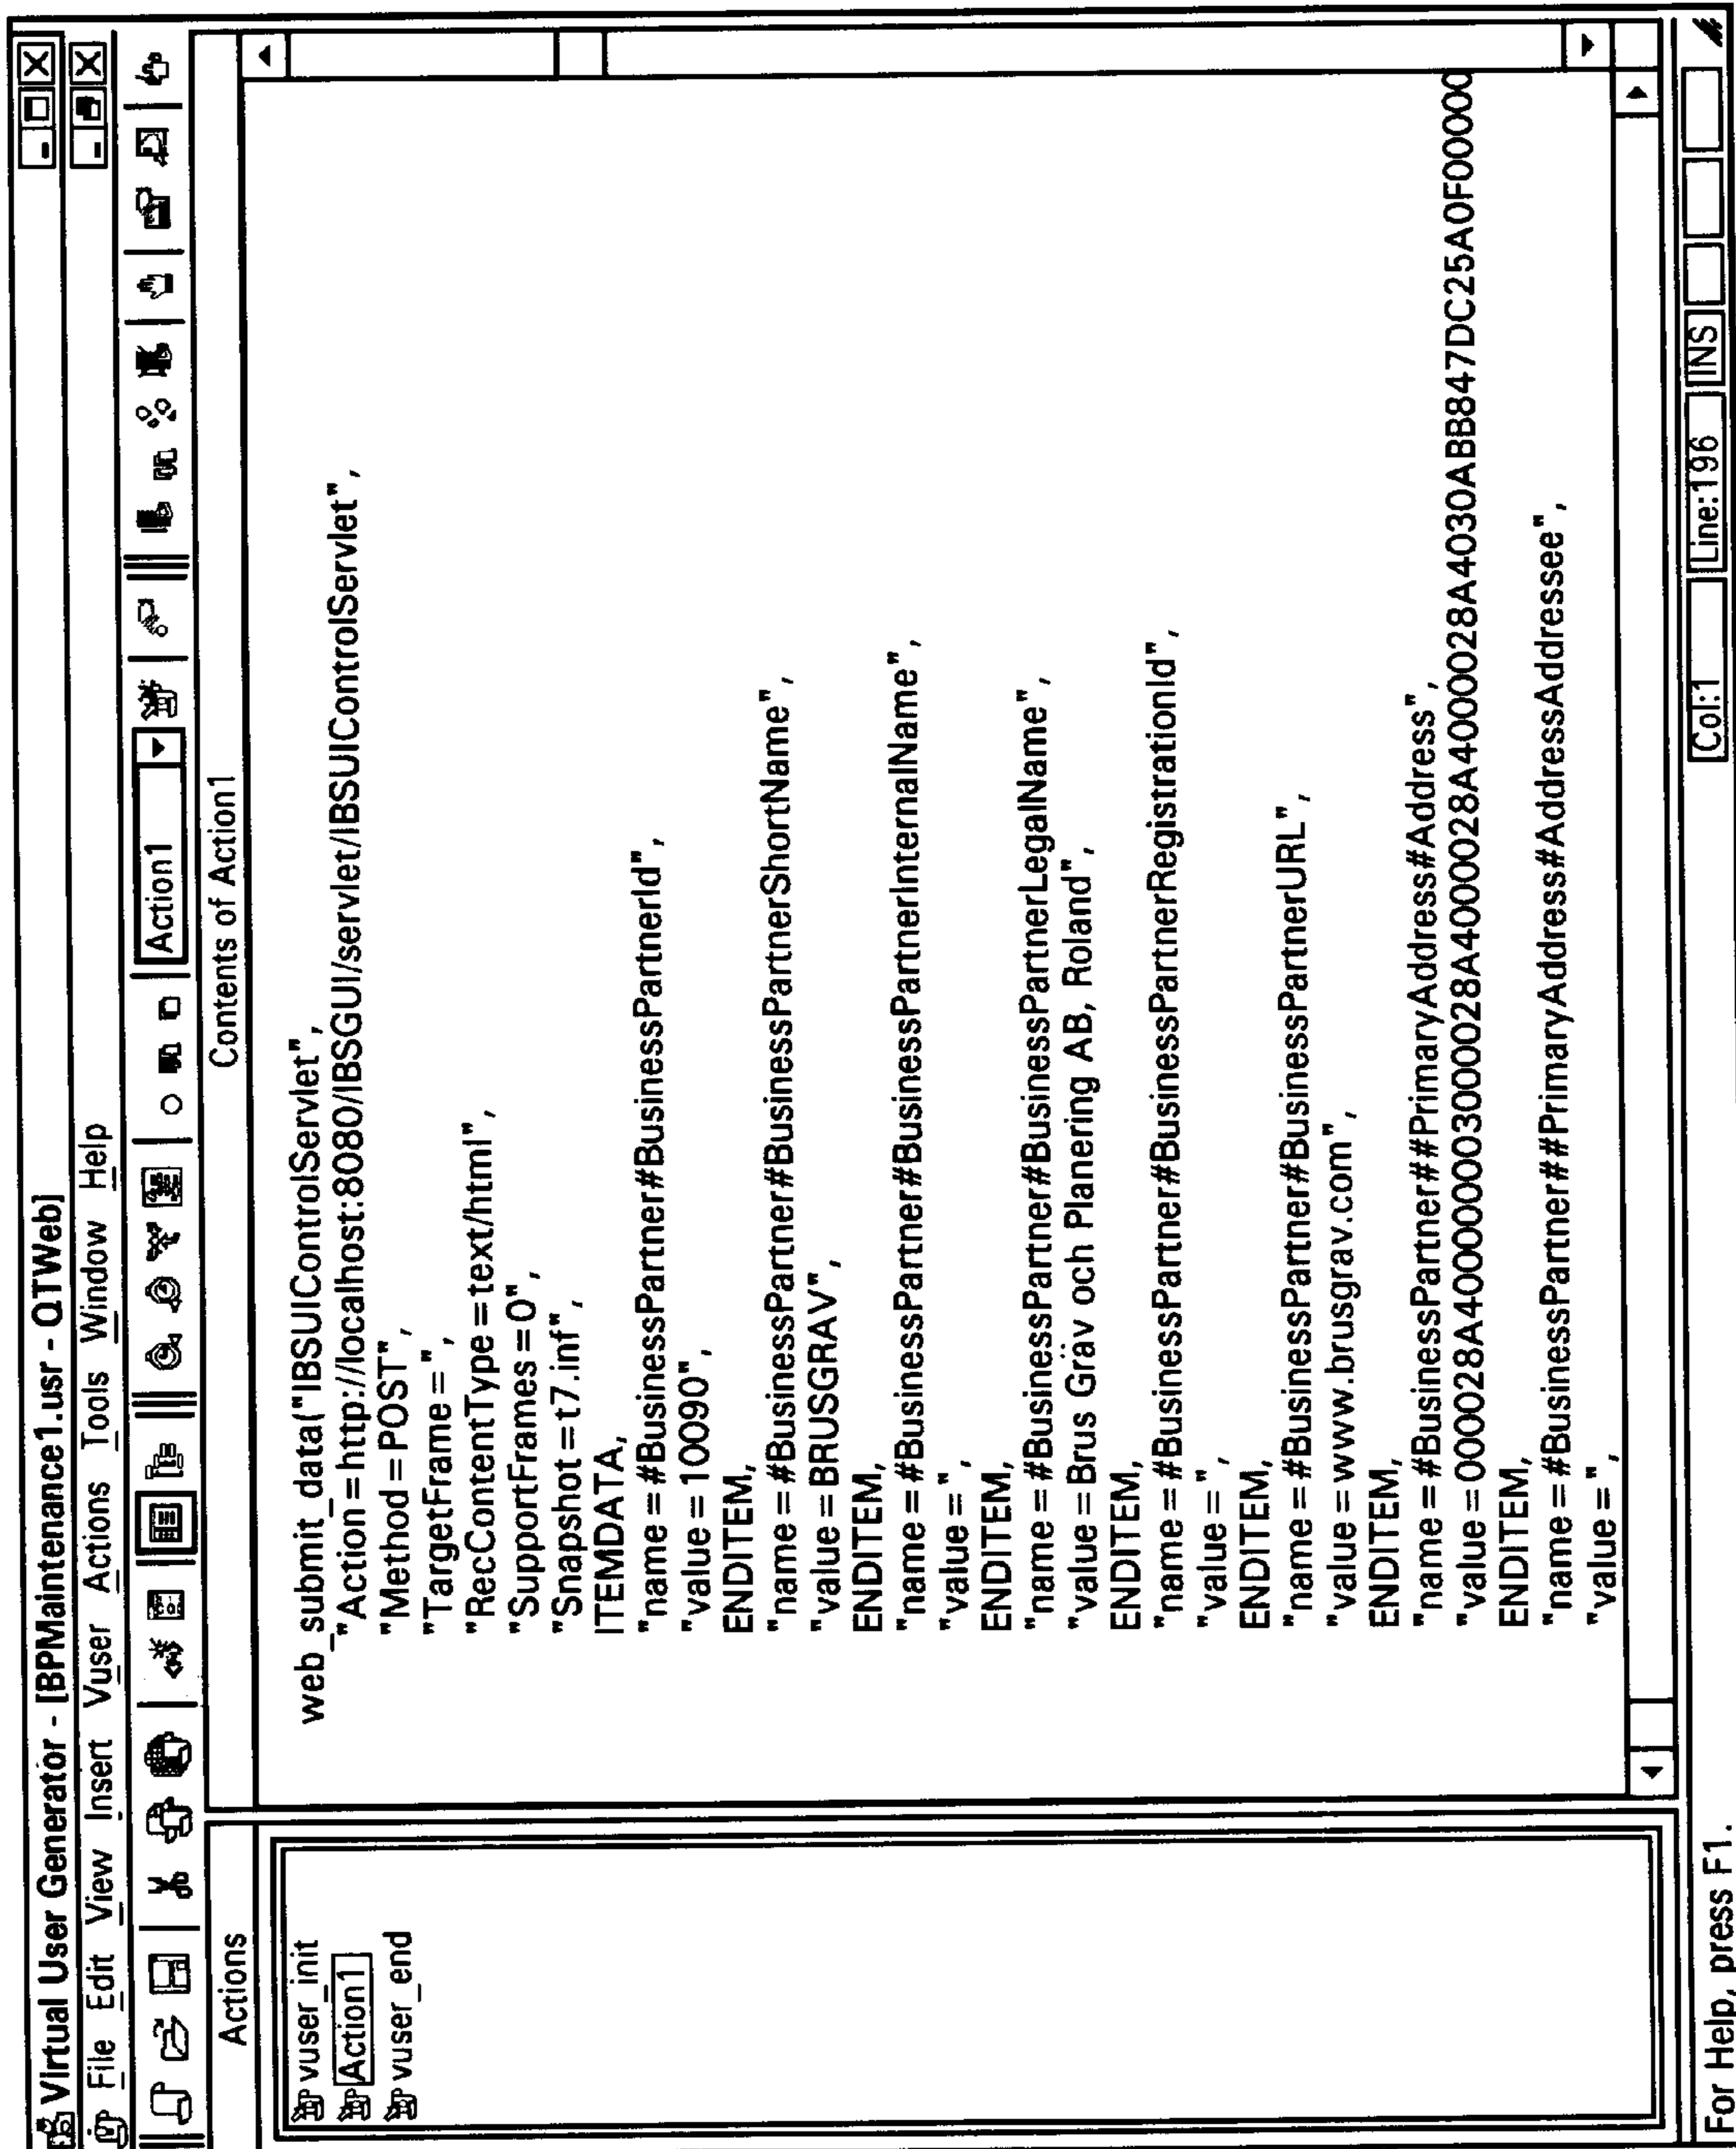 Virtual User Generator - [BPMaintenance1.usr - QTWeb]
File Edit View Insert Vuser Actions Tools Window Help
Action1
Actions
Contents of Action1
vuser_init
Action1
vuser_end
web_submit_data("IBSUIControlServlet",
"Action=http://localhost:8080/IBSGUI/servlet/IBSUIControlServlet",
"Method=POST",
"TargetFrame=",
"RecContentType=text/html",
"SupportFrames=0",
"Snapshot=t7.inf",
ITEMDATA,
"name=#BusinessPartner#BusinessPartnerId",
"value=10090",
ENDITEM,
"name=#BusinessPartner#BusinessPartnerShortName",
"value=BRUSGRAV",
ENDITEM,
"name=#BusinessPartner#BusinessPartnerInternalName",
"value=",
ENDITEM,
"name=#BusinessPartner#BusinessPartnerLegalName",
"value=Brus Gräv och Planering AB, Roland",
ENDITEM,
"name=#BusinessPartner#BusinessPartnerRegistrationId",
"value=",
ENDITEM,
"name=#BusinessPartner#BusinessPartnerURL",
"value=www.brusgrav.com",
ENDITEM,
"name=#BusinessPartner##PrimaryAddress#Address",
"value=000028A40000000030000028A4000028A4000028A4030ABB847DC25A0F0000
ENDITEM,
"name=#BusinessPartner##PrimaryAddress#AddressAddressee",
"value=",
For Help, press F1.
Col:1 Line:196 INS